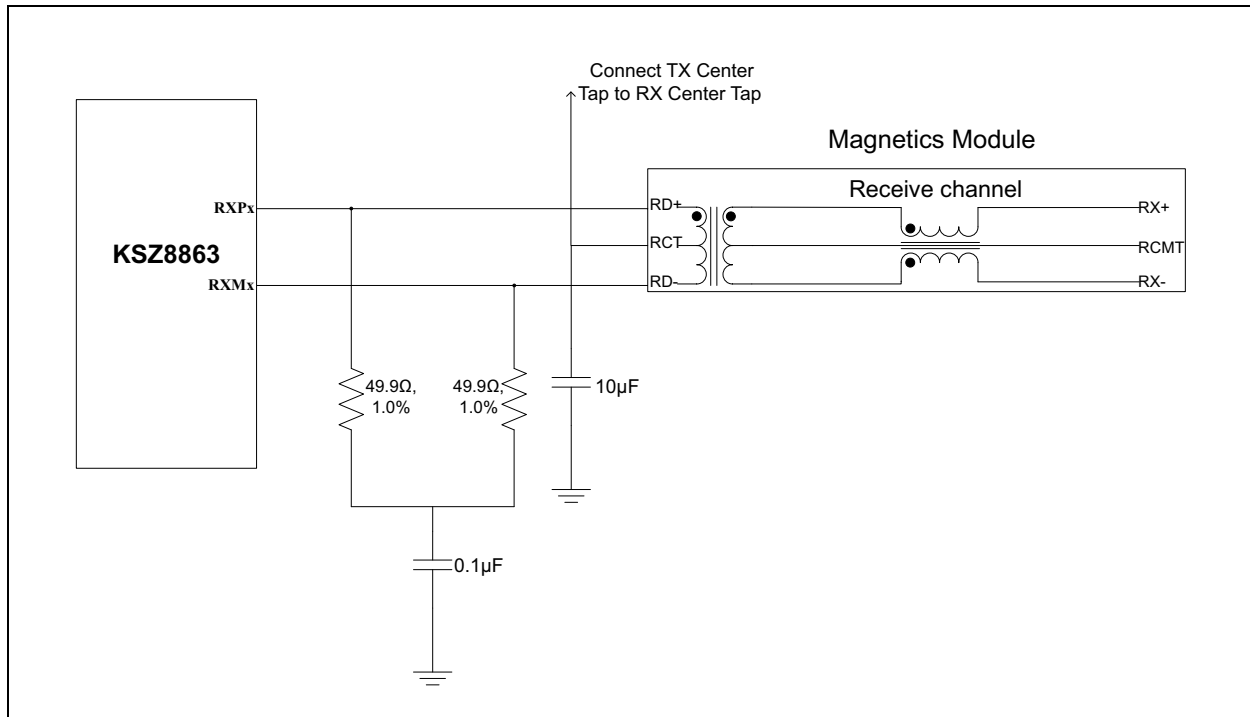 Connect TX Center
Tap to RX Center Tap
Magnetics Module
Receive channel
RXPx
RD+
RX+
KSZ8863
RCT
RCMT
RXMx
RD-
RX-
49.9Ω,
1.0%
49.9Ω,
1.0%
10µF
0.1µF